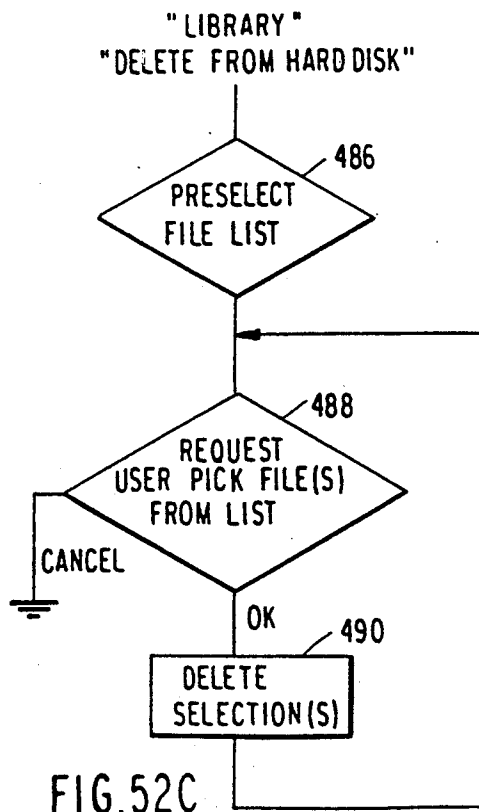 "LIBRARY"
"DELETE FROM HARD DISK"
486
PRESELECT
FILE LIST
488
REQUEST
USER PICK FILE(S)
FROM LIST
CANCEL
OK
490
DELETE
SELECTION(S)
FIG.52C